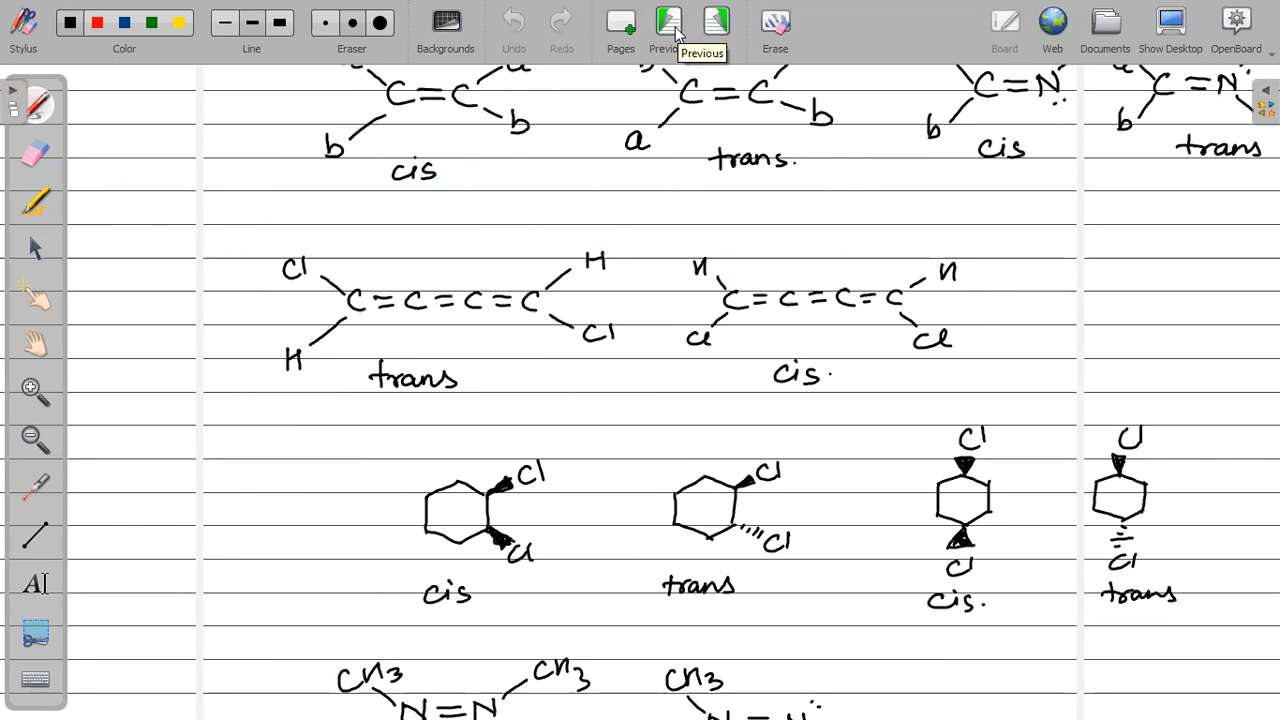 Stylus Color Line Eraser Backgrounds Undo Redo Pages Previo Erase Board Web Documents Show Desktop OpenBoard
Previous
a
C=C
b b
cis
C=C
a b
trans.
C=N
b
cis
a
C=N
b
trans
Cl H
C=C=C=C
H Cl
trans
H H
C=C=C=C
Cl Cl
cis.
Cl
Cl
cis
Cl
Cl
trans
Cl
Cl
cis.
Cl
Cl
trans
CH3 CH3
N=N
CH3
N=N
A